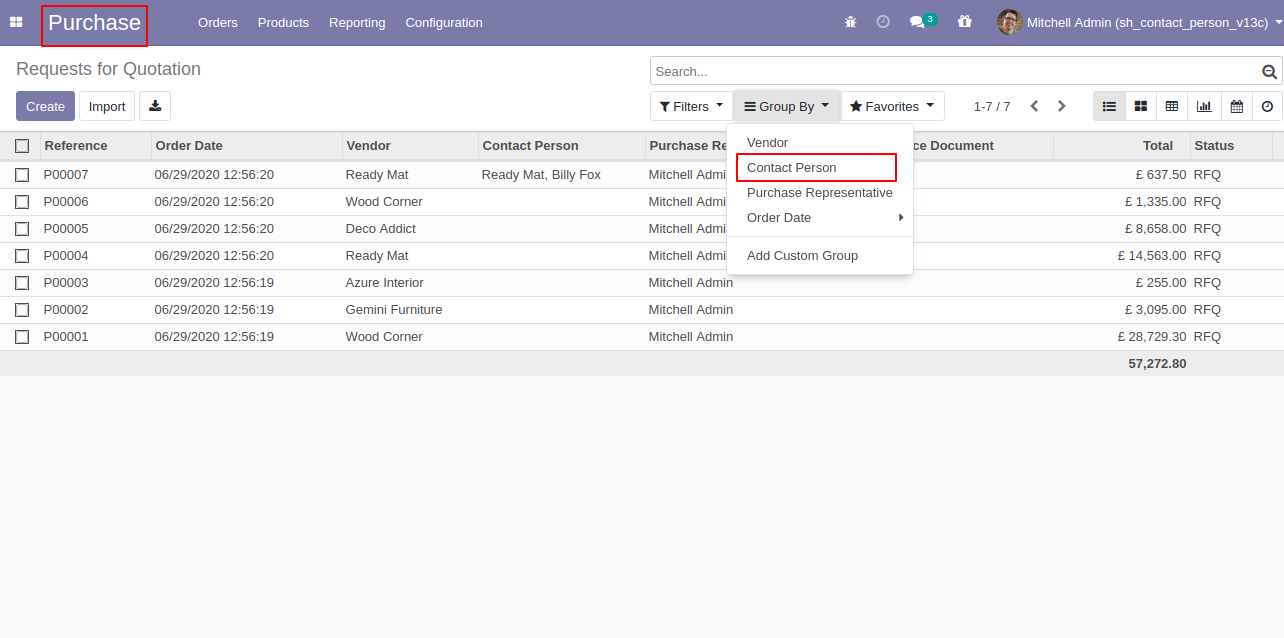 Purchase Orders Products Reporting Configuration 3 Mitchell Admin (sh_contact_person_v13c)
Requests for Quotation
Search...
Create Import Filters Group By Favorites 1-7 / 7
Reference Order Date Vendor Contact Person Purchase Re ce Document Total Status
Vendor
Contact Person
Purchase Representative
Order Date
Add Custom Group
P00007 06/29/2020 12:56:20 Ready Mat Ready Mat, Billy Fox Mitchell Admi £ 637.50 RFQ
P00006 06/29/2020 12:56:20 Wood Corner Mitchell Admi £ 1,335.00 RFQ
P00005 06/29/2020 12:56:20 Deco Addict Mitchell Admi £ 8,658.00 RFQ
P00004 06/29/2020 12:56:20 Ready Mat Mitchell Admi £ 14,563.00 RFQ
P00003 06/29/2020 12:56:19 Azure Interior Mitchell Admin £ 255.00 RFQ
P00002 06/29/2020 12:56:19 Gemini Furniture Mitchell Admin £ 3,095.00 RFQ
P00001 06/29/2020 12:56:19 Wood Corner Mitchell Admin £ 28,729.30 RFQ
57,272.80